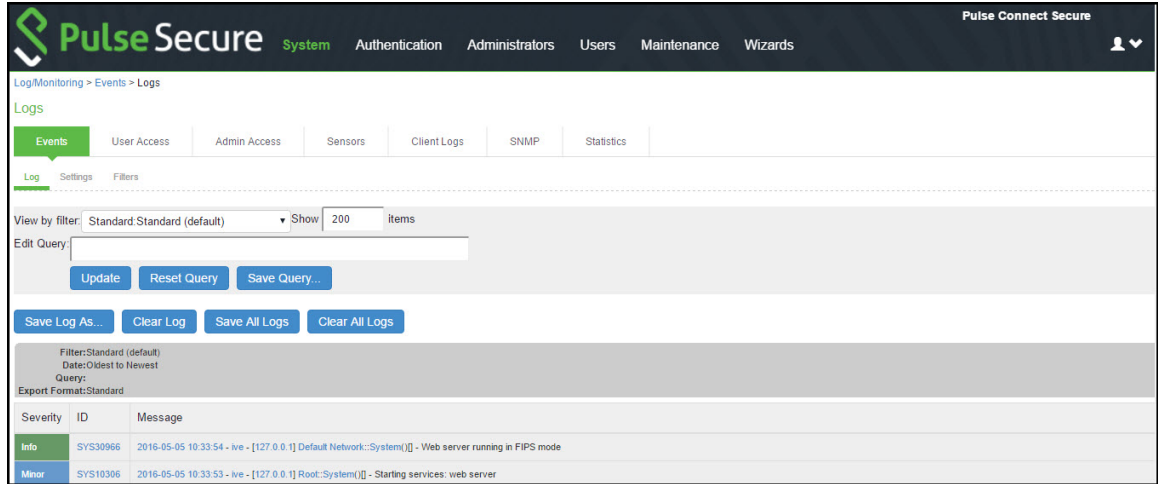 Pulse Connect Secure
Pulse Secure System Authentication Administrators Users Maintenance Wizards
Log/Monitoring > Events > Logs
Logs
Events User Access Admin Access Sensors Client Logs SNMP Statistics
Log Settings Filters
View by filter: Standard:Standard (default) Show 200 items
Edit Query:
Update Reset Query Save Query...
Save Log As... Clear Log Save All Logs Clear All Logs
Filter:Standard (default)
Date:Oldest to Newest
Query:
Export Format:Standard
Severity ID Message
Info SYS30966 2016-05-05 10:33:54 - ive - [127.0.0.1] Default Network::System()[] - Web server running in FIPS mode
Minor SYS10306 2016-05-05 10:33:53 - ive - [127.0.0.1] Root::System()[] - Starting services: web server